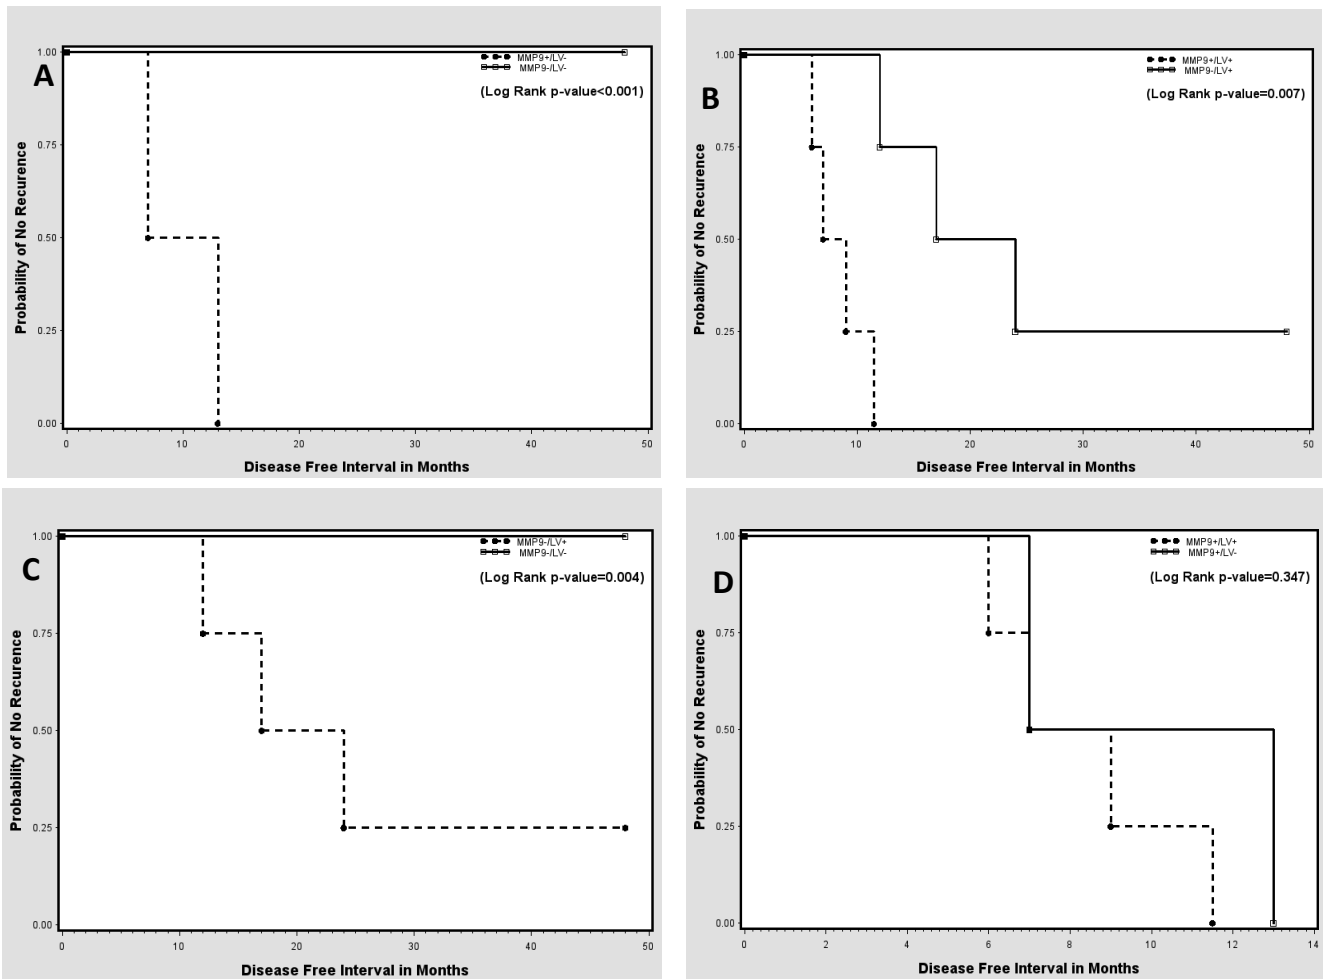 A
MMP9+/LV-
MMP9-/LV-
(Log Rank p-value<0.001)
1.00
0.75
0.50
0.25
0.00
Probability of No Recurence
0 10 20 30 40 50
Disease Free Interval in Months
B
MMP9+/LV+
MMP9-/LV+
(Log Rank p-value=0.007)
1.00
0.75
0.50
0.25
0.00
Probability of No Recurence
0 10 20 30 40 50
Disease Free Interval in Months
C
MMP9-/LV+
MMP9-/LV-
(Log Rank p-value=0.004)
1.00
0.75
0.50
0.25
0.00
Probability of No Recurence
0 10 20 30 40 50
Disease Free Interval in Months
D
MMP9+/LV+
MMP9+/LV-
(Log Rank p-value=0.347)
1.00
0.75
0.50
0.25
0.00
Probability of No Recurence
0 2 4 6 8 10 12 14
Disease Free Interval in Months